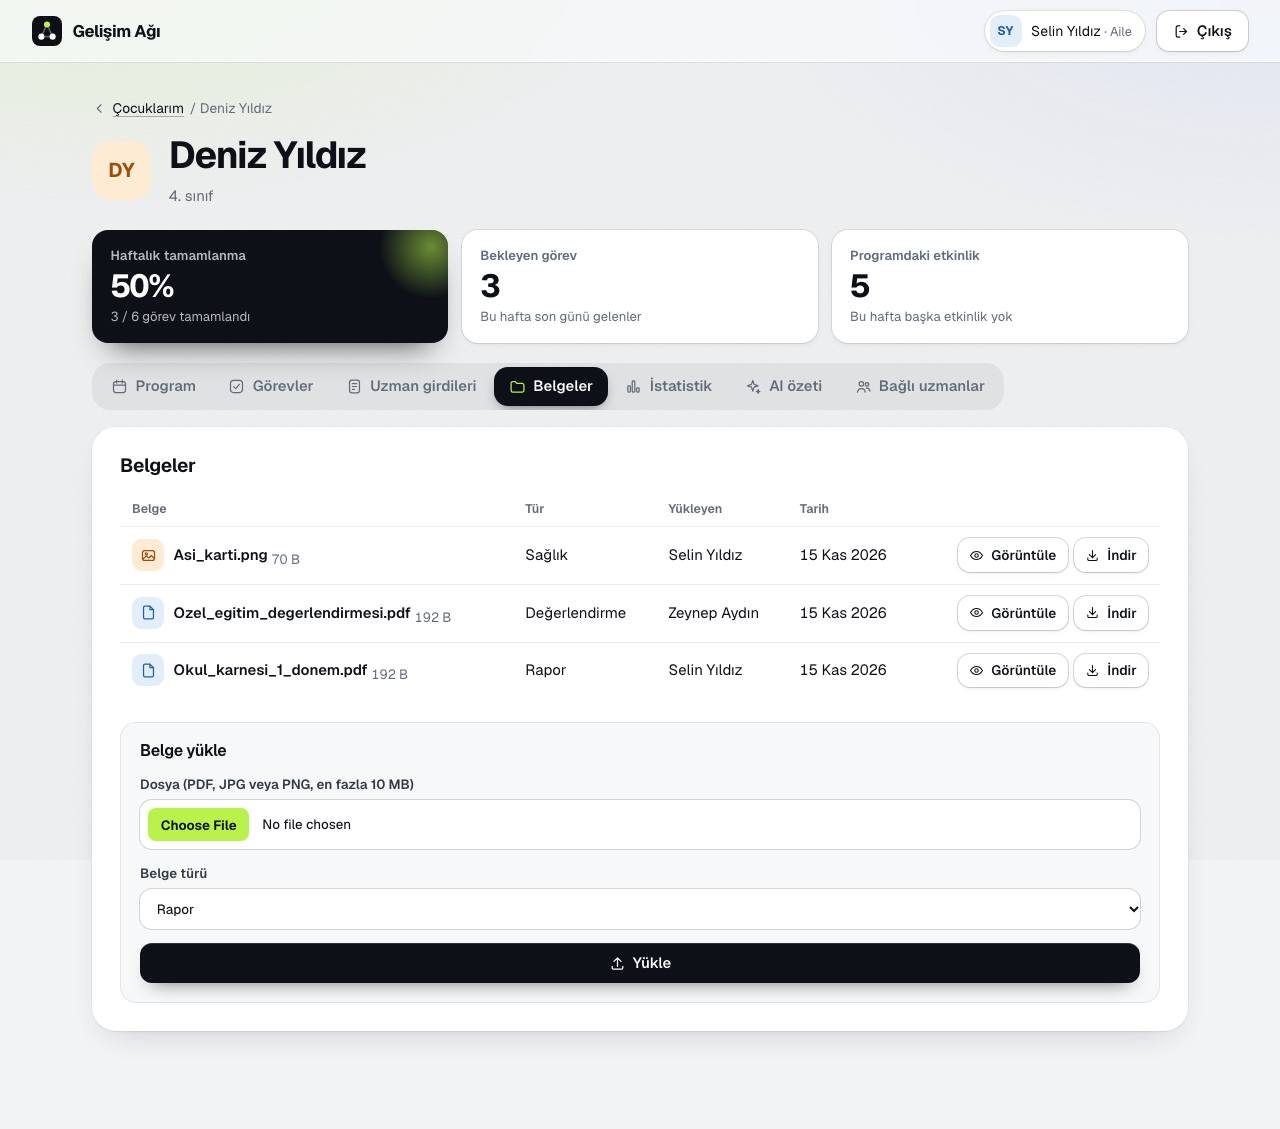 Gelişim Ağı
SY Selin Yıldız · Aile
Çıkış
Çocuklarım / Deniz Yıldız
DY
Deniz Yıldız
4. sınıf
Haftalık tamamlanma
50%
3 / 6 görev tamamlandı
Bekleyen görev
3
Bu hafta son günü gelenler
Programdaki etkinlik
5
Bu hafta başka etkinlik yok
Program Görevler Uzman girdileri Belgeler İstatistik AI özeti Bağlı uzmanlar
Belgeler
Belge Tür Yükleyen Tarih
Asi_karti.png 70 B Sağlık Selin Yıldız 15 Kas 2026 Görüntüle İndir
Ozel_egitim_degerlendirmesi.pdf 192 B Değerlendirme Zeynep Aydın 15 Kas 2026 Görüntüle İndir
Okul_karnesi_1_donem.pdf 192 B Rapor Selin Yıldız 15 Kas 2026 Görüntüle İndir
Belge yükle
Dosya (PDF, JPG veya PNG, en fazla 10 MB)
Choose File No file chosen
Belge türü
Rapor
Yükle